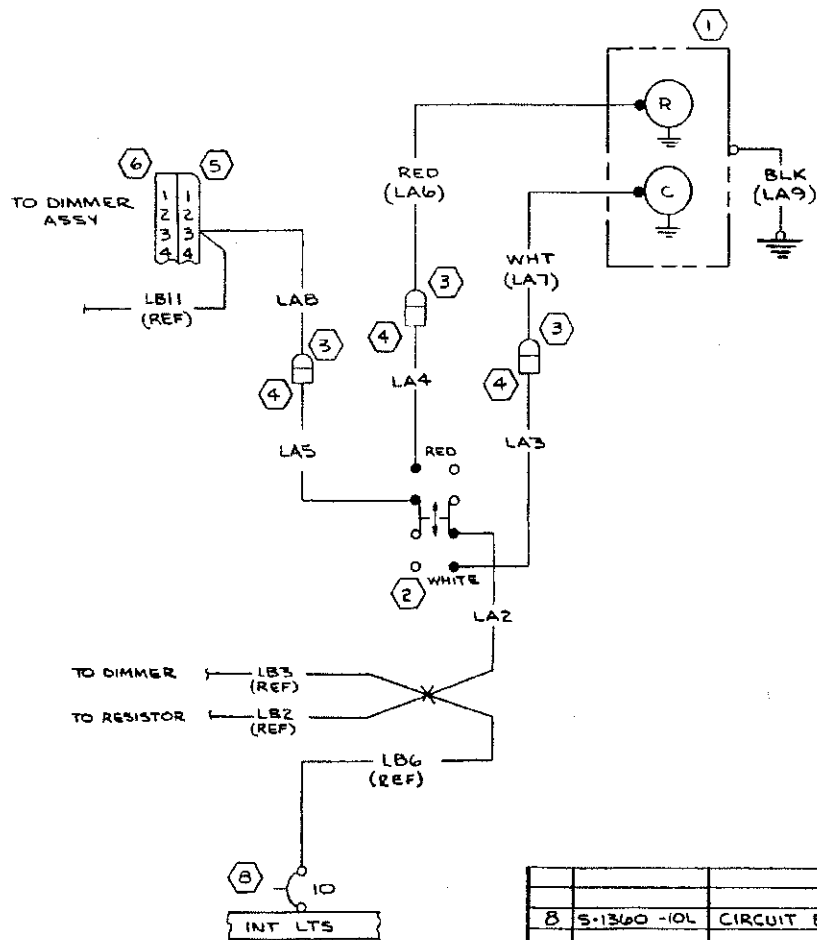 1
R
6
5
RED
(LA6)
C
BLK
(LA9)
TO DIMMER
ASSY
1 1
2 2
3 3
4 4
WHT
(LA7)
LB11
(REF)
LA8
3
3
3
4
4
4
LA4
LA5
LA3
RED
2
WHITE
LA2
TO DIMMER
LB3
(REF)
TO RESISTOR
LB2
(REF)
LB6
(REF)
8
10
INT LTS
8 S-1360-10L CIRCUIT